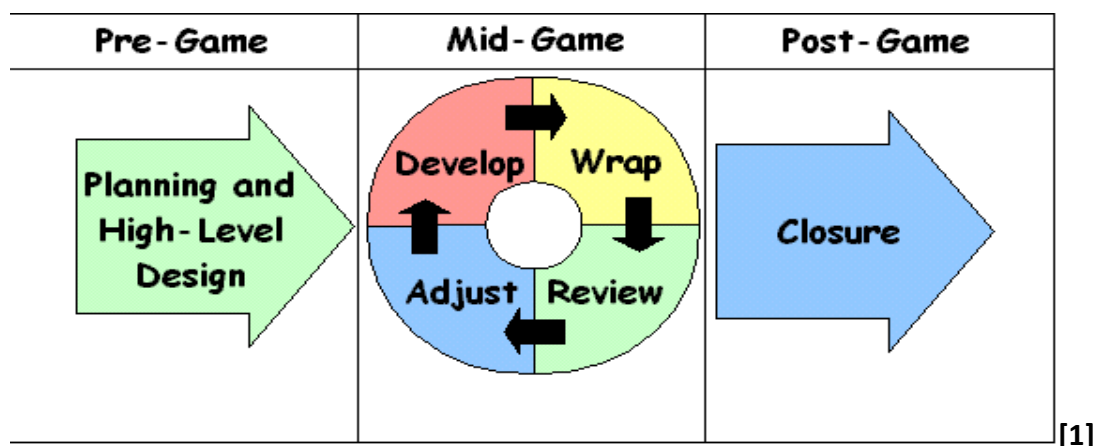 Pre-Game
Mid-Game
Post-Game
Planning and
High-Level
Design
Develop
Wrap
Adjust
Review
Closure
[1]